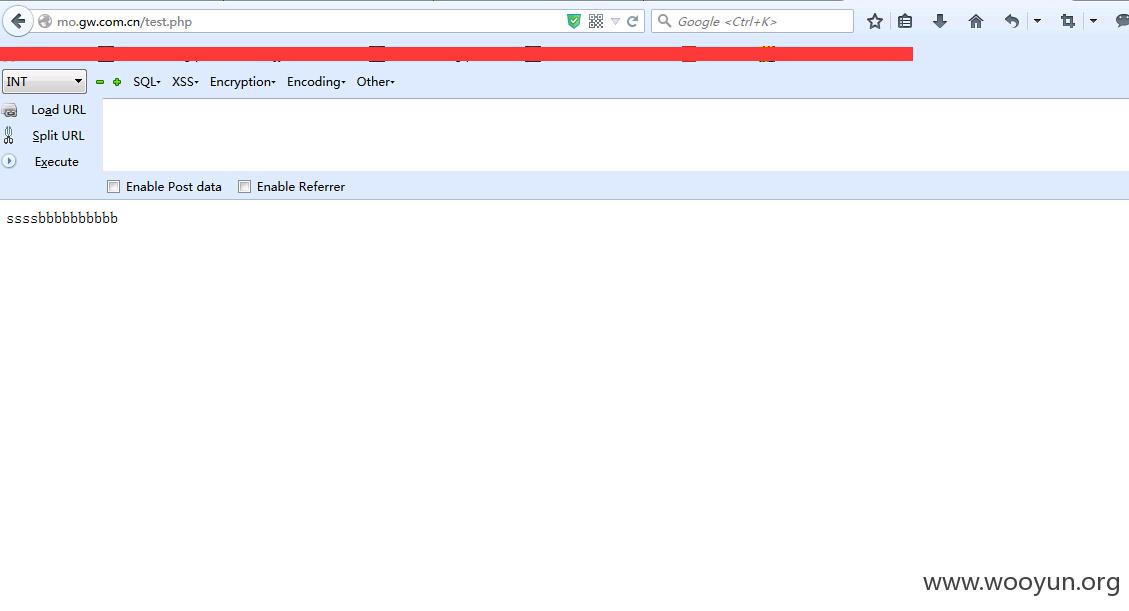 mo.gw.com.cn/test.php
Google <Ctrl+K>
INT SQL XSS Encryption Encoding Other
Load URL
Split URL
Execute
Enable Post data Enable Referrer
ssssbbbbbbbbbb
www.wooyun.org